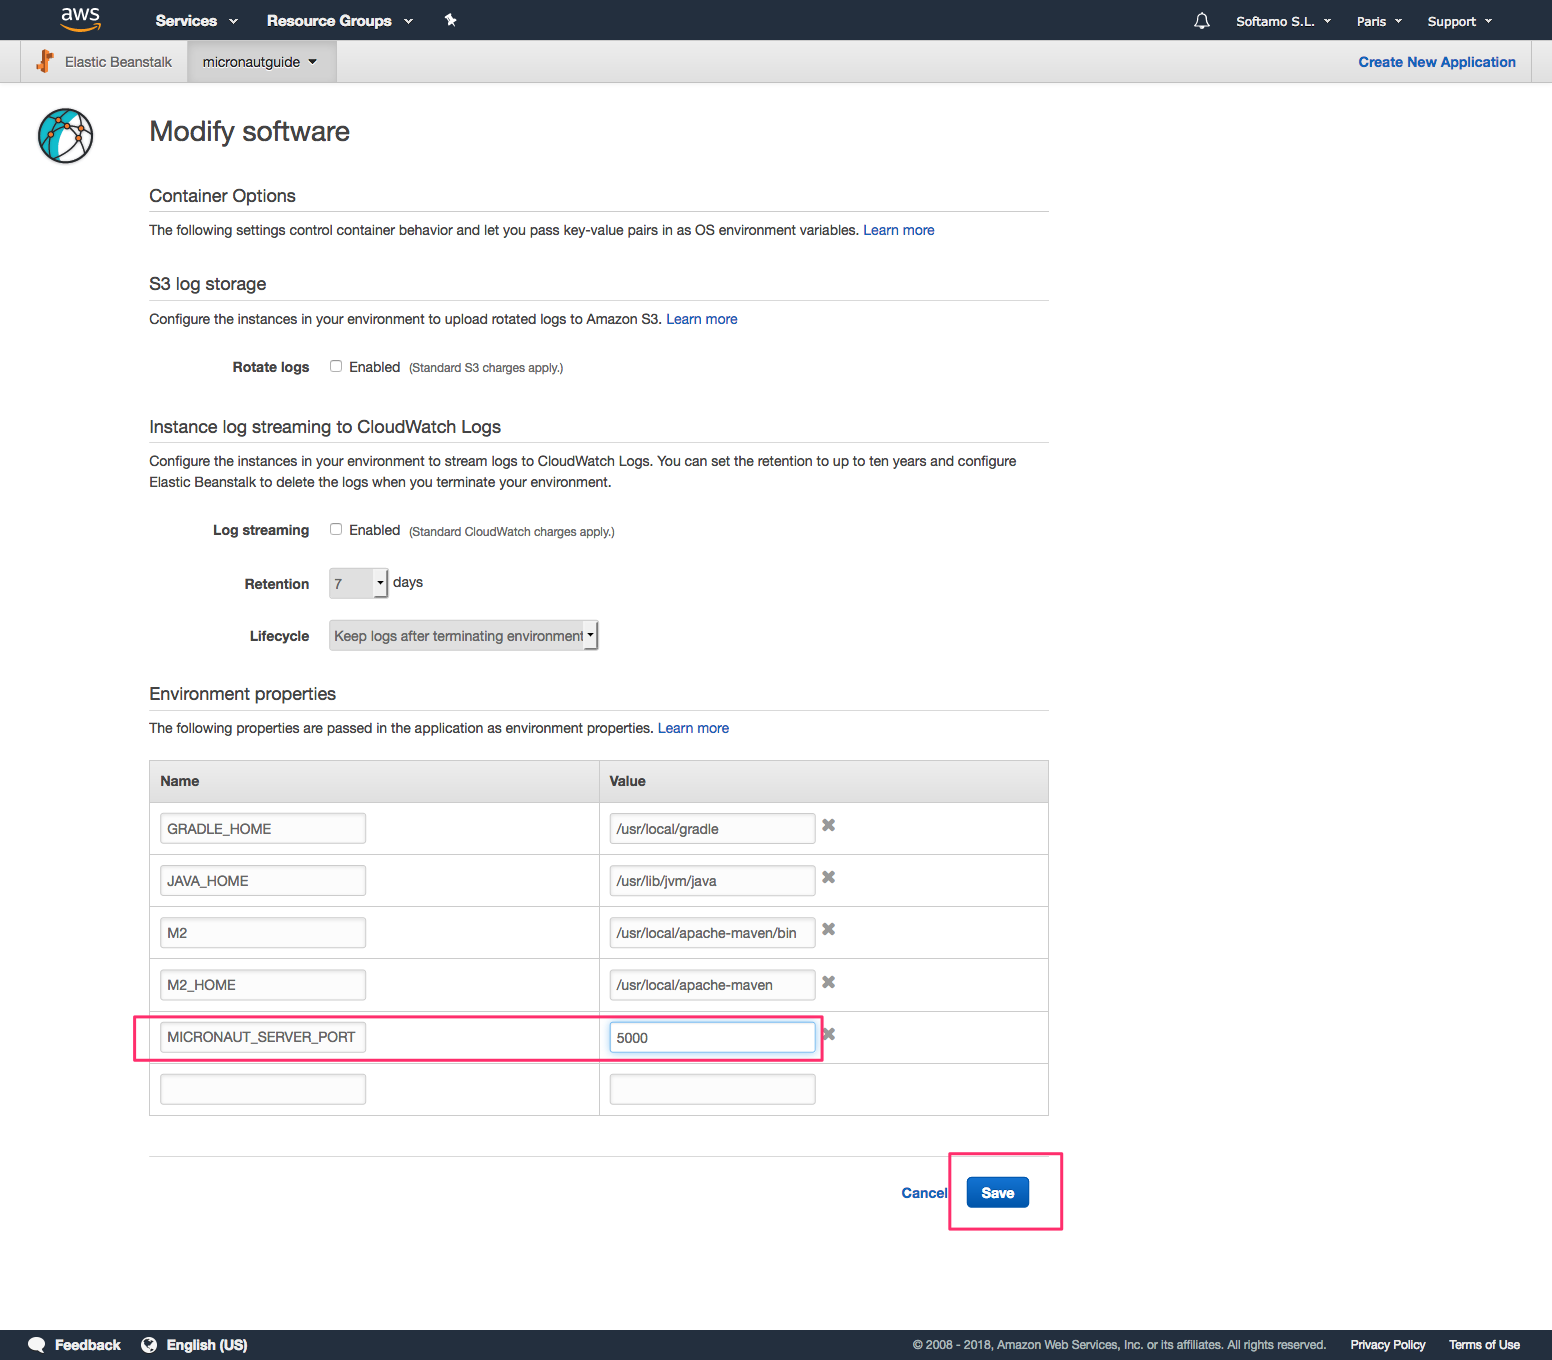 aws Services Resource Groups Softamo S.L. Paris Support
Elastic Beanstalk micronautguide Create New Application
Modify software
Container Options
The following settings control container behavior and let you pass key-value pairs in as OS environment variables. Learn more
S3 log storage
Configure the instances in your environment to upload rotated logs to Amazon S3. Learn more
Rotate logs Enabled (Standard S3 charges apply.)
Instance log streaming to CloudWatch Logs
Configure the instances in your environment to stream logs to CloudWatch Logs. You can set the retention to up to ten years and configure
Elastic Beanstalk to delete the logs when you terminate your environment.
Log streaming Enabled (Standard CloudWatch charges apply.)
Retention 7 days
Lifecycle Keep logs after terminating environment
Environment properties
The following properties are passed in the application as environment properties. Learn more
Name Value
GRADLE_HOME /usr/local/gradle
JAVA_HOME /usr/lib/jvm/java
M2 /usr/local/apache-maven/bin
M2_HOME /usr/local/apache-maven
MICRONAUT_SERVER_PORT 5000
Cancel Save
Feedback English (US) © 2008 - 2018, Amazon Web Services, Inc. or its affiliates. All rights reserved. Privacy Policy Terms of Use